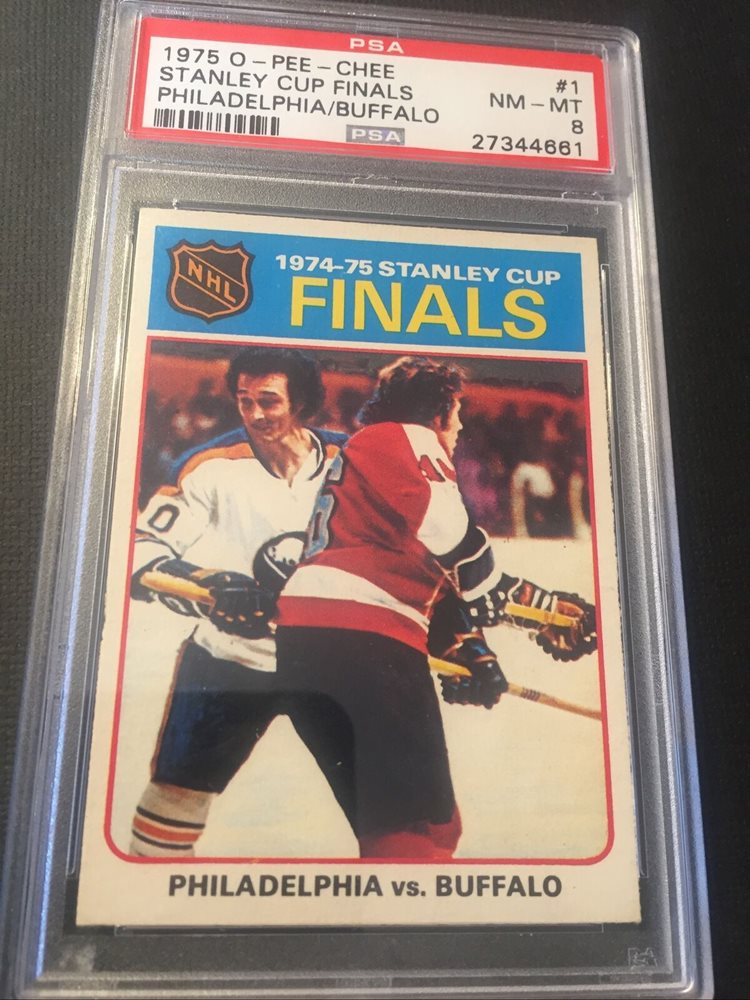 PSA
1975 O-PEE-CHEE
STANLEY CUP FINALS
PHILADELPHIA/BUFFALO
#1
NM-MT
8
27344661
PSA
NHL
1974-75 STANLEY CUP
FINALS
0
PHILADELPHIA vs. BUFFALO